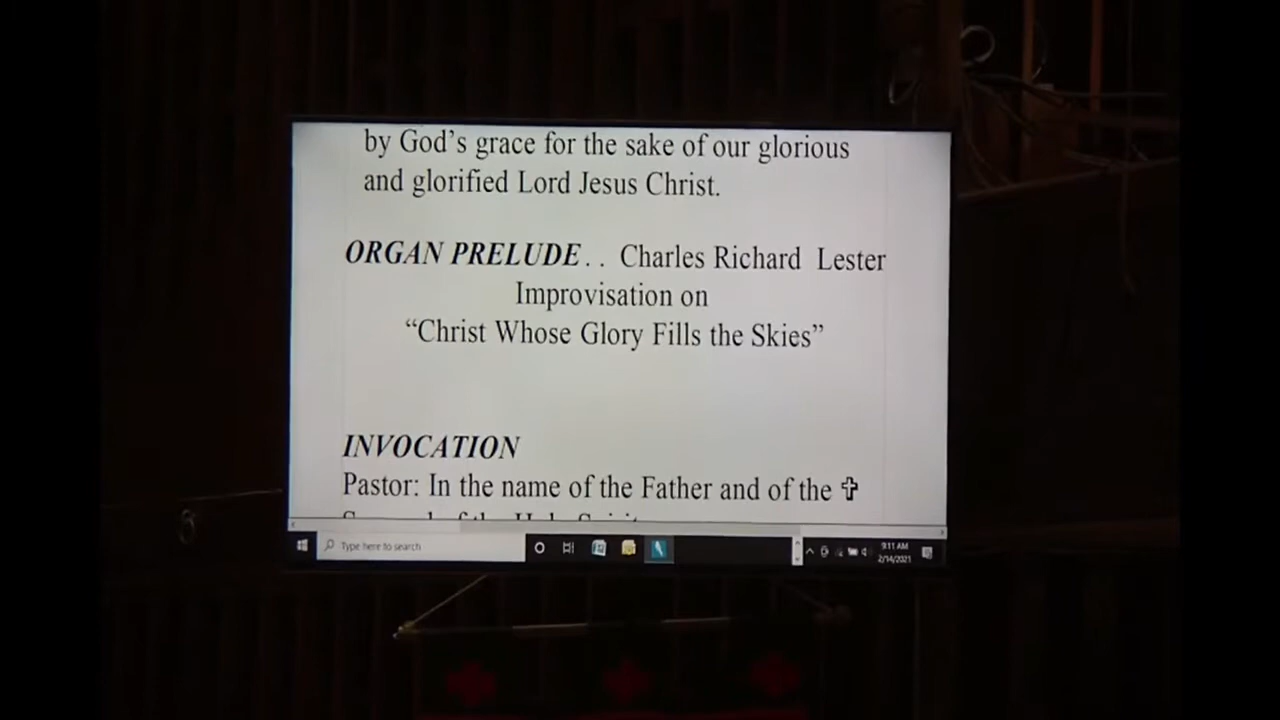 by God’s grace for the sake of our glorious
and glorified Lord Jesus Christ.
ORGAN PRELUDE . . Charles Richard Lester
Improvisation on
“Christ Whose Glory Fills the Skies”
INVOCATION
Pastor: In the name of the Father and of the ✞
Type here to search
9:11 AM
2/14/2021